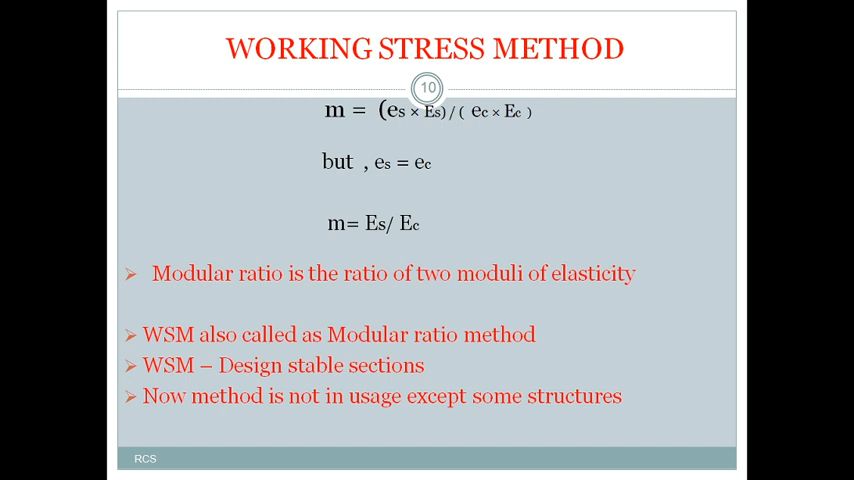 WORKING STRESS METHOD
10
m = (es × Es) / ( ec × Ec )
but , es = ec
m= Es/ Ec
➢ Modular ratio is the ratio of two moduli of elasticity
➢ WSM also called as Modular ratio method
➢ WSM – Design stable sections
➢ Now method is not in usage except some structures
RCS